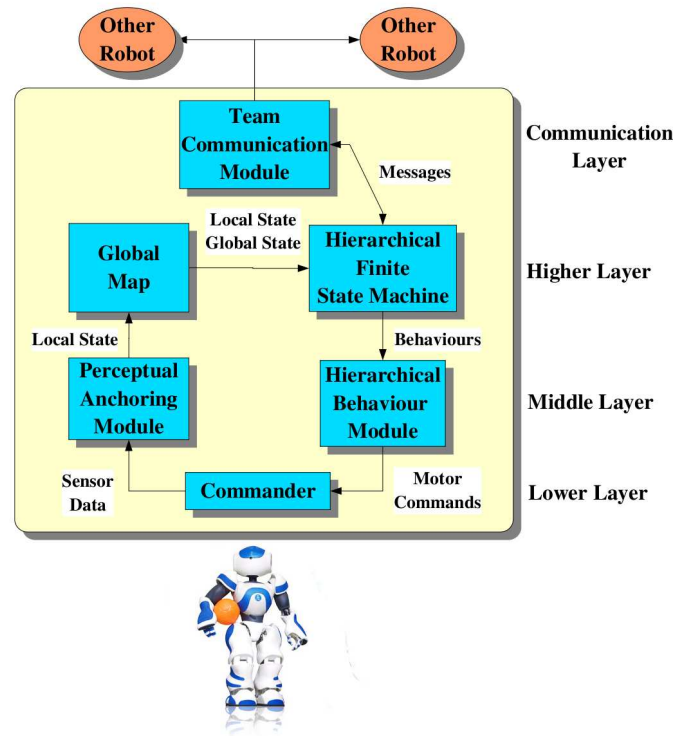 Other
Robot
Other
Robot
Team
Communication
Module
Communication
Layer
Messages
Local State
Global State
Global
Map
Hierarchical
Finite
State Machine
Higher Layer
Local State
Behaviours
Perceptual
Anchoring
Module
Hierarchical
Behaviour
Module
Middle Layer
Sensor
Data
Commander
Motor
Commands
Lower Layer